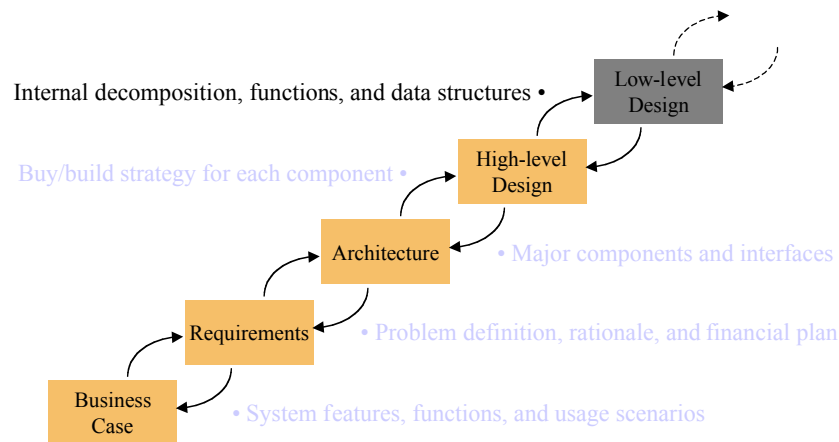 Low-level
Design
Internal decomposition, functions, and data structures •
High-level
Design
Buy/build strategy for each component •
Architecture
• Major components and interfaces
Requirements
• Problem definition, rationale, and financial plan
Business
Case
• System features, functions, and usage scenarios